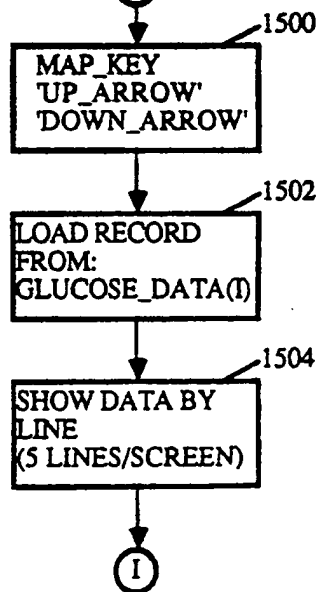 1500
MAP_KEY
'UP_ARROW'
'DOWN_ARROW'
1502
LOAD RECORD
FROM:
GLUCOSE_DATA(I)
1504
SHOW DATA BY
LINE
(5 LINES/SCREEN)
I